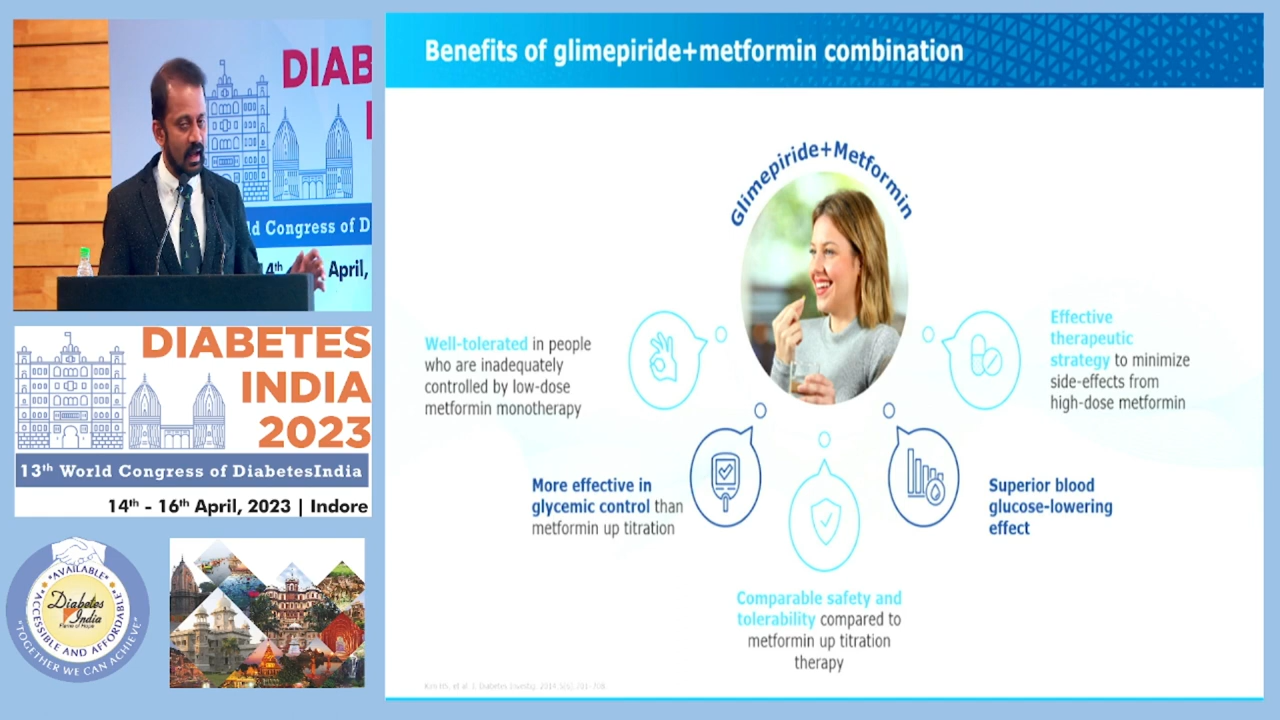 DIAB
ld Congress of D
14th
April,
DIABETES
INDIA
2023
13th World Congress of DiabetesIndia
14th - 16th April, 2023 | Indore
"AVAILABLE"
"ACCESSIBLE AND AFFORDABLE"
Diabetes
India
"TOGETHER WE CAN ACHIEVE"
Benefits of glimepiride+metformin combination
Glimepiride+Metformin
Well-tolerated in people
who are inadequately
controlled by low-dose
metformin monotherapy
More effective in
glycemic control than
metformin up titration
Comparable safety and
tolerability compared to
metformin up titration
therapy
Superior blood
glucose-lowering
effect
Effective
therapeutic
strategy to minimize
side-effects from
high-dose metformin